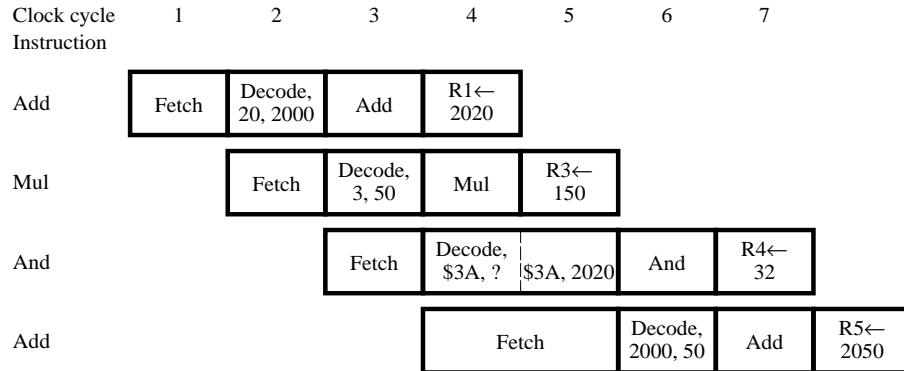 Clock cycle 1 2 3 4 5 6 7
Instruction
Add Fetch Decode, 20, 2000 Add R1← 2020
Mul Fetch Decode, 3, 50 Mul R3← 150
And Fetch Decode, $3A, ? $3A, 2020 And R4← 32
Add Fetch Decode, 2000, 50 Add R5← 2050